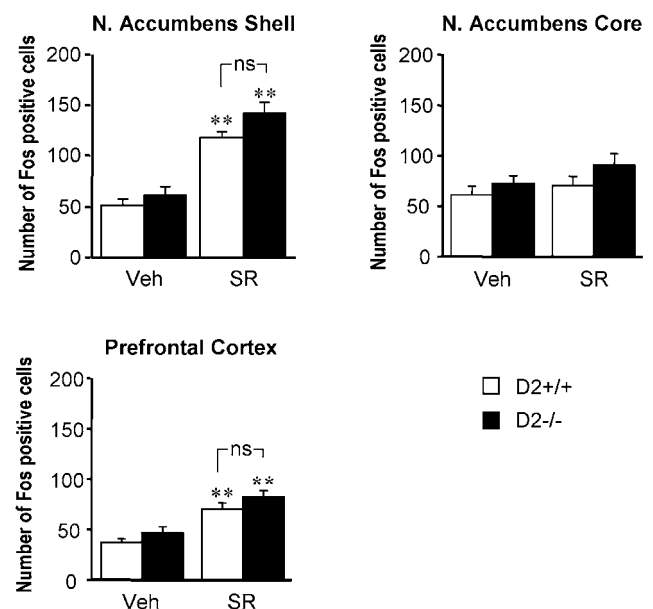 N. Accumbens Shell
Number of Fos positive cells
200
150
100
50
0
ns
**
**
Veh
SR
N. Accumbens Core
Number of Fos positive cells
200
150
100
50
0
Veh
SR
Prefrontal Cortex
Number of Fos positive cells
200
150
100
50
0
ns
**
**
Veh
SR
D2+/+
D2-/-